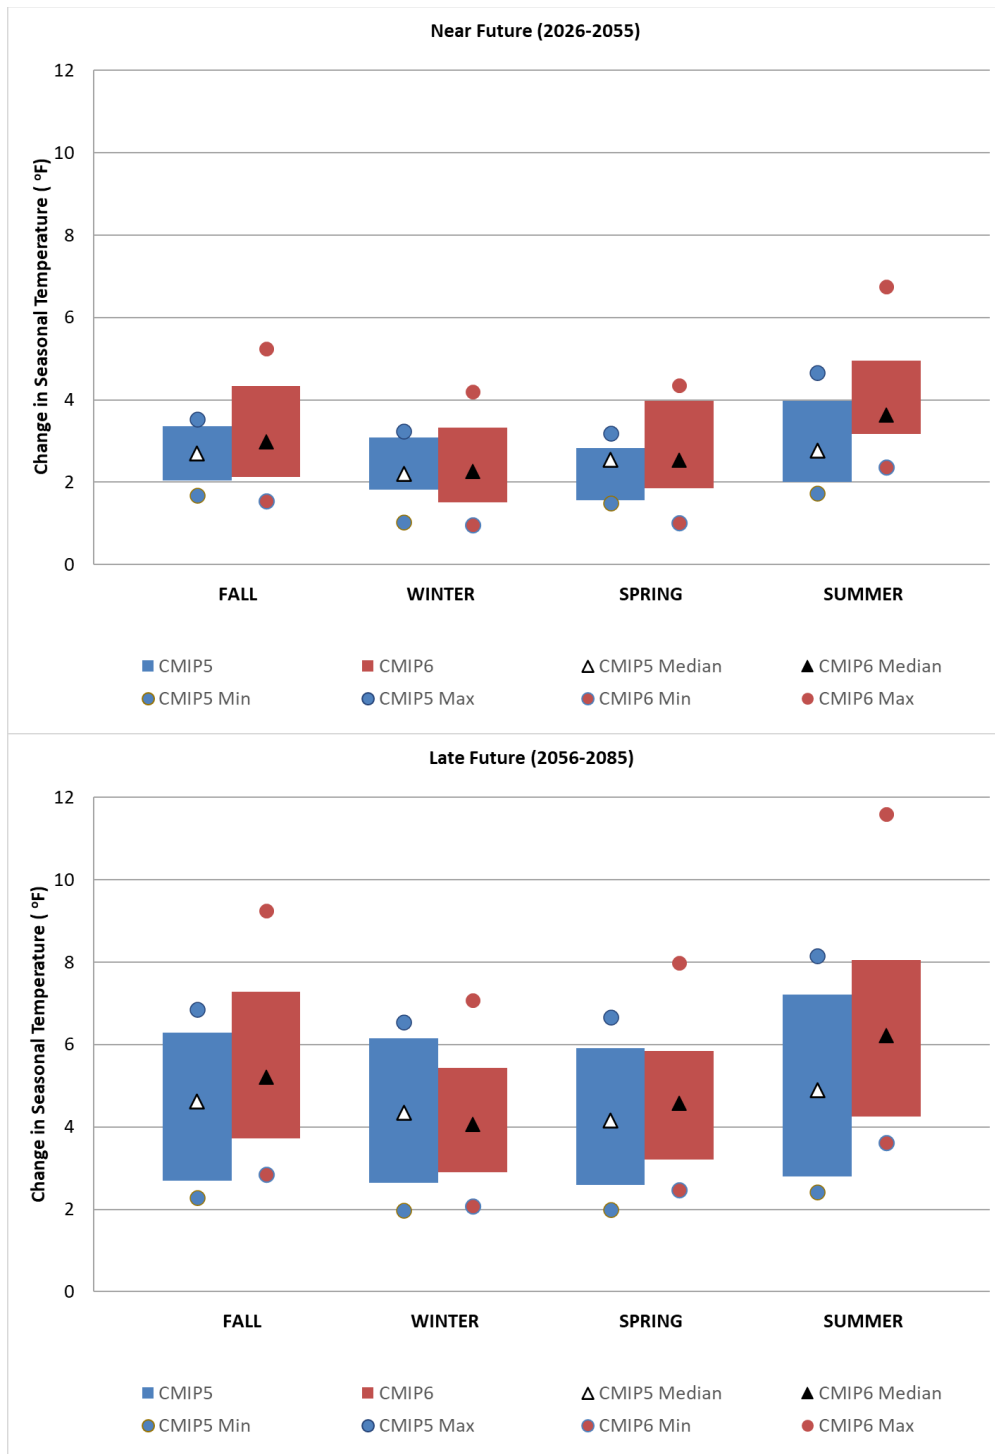 Near Future (2026-2055)
Change in Seasonal Temperature ( °F)
12
10
8
6
4
2
0
FALL WINTER SPRING SUMMER
CMIP5 CMIP6 CMIP5 Median CMIP6 Median
CMIP5 Min CMIP5 Max CMIP6 Min CMIP6 Max
Late Future (2056-2085)
Change in Seasonal Temperature ( °F)
12
10
8
6
4
2
0
FALL WINTER SPRING SUMMER
CMIP5 CMIP6 CMIP5 Median CMIP6 Median
CMIP5 Min CMIP5 Max CMIP6 Min CMIP6 Max